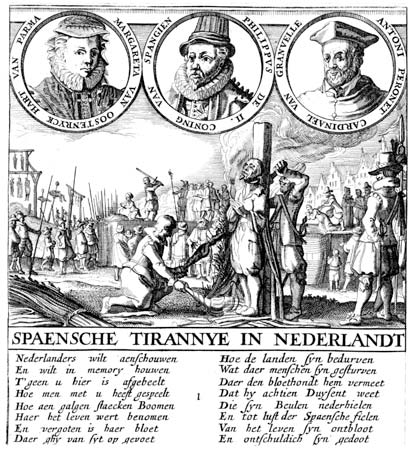 MARGARETA VAN OOSTENRYCK HART VAN PARMA
PHILIPPVS DE II. CONING VAN SPANGIEN
ANTONI PERONET CARDINAEL VAN GRANVELLE
SPAENSCHE TIRANNYE IN NEDERLANDT
Nederlanders wilt aenschouwen
En wilt in memory houwen
T'geen u hier is afgebeelt
Hoe men met u heeft gespeelt
Hoe aen galgen staecken Boomen
Haer het leven wert benomen
En vergoten is haer bloet
Daer ghy van syt op gevoet
1
Hoe de landen syn bedurven
Wat daer menschen syn gesturven
Daer den bloethondt hem vermeet
Dat hy achtien Duysent weet
Die syn Beulen nederhielen
En tot lust der Spaensche fielen
Van het leven syn ontbloot
En ontschuldich syn gedoot